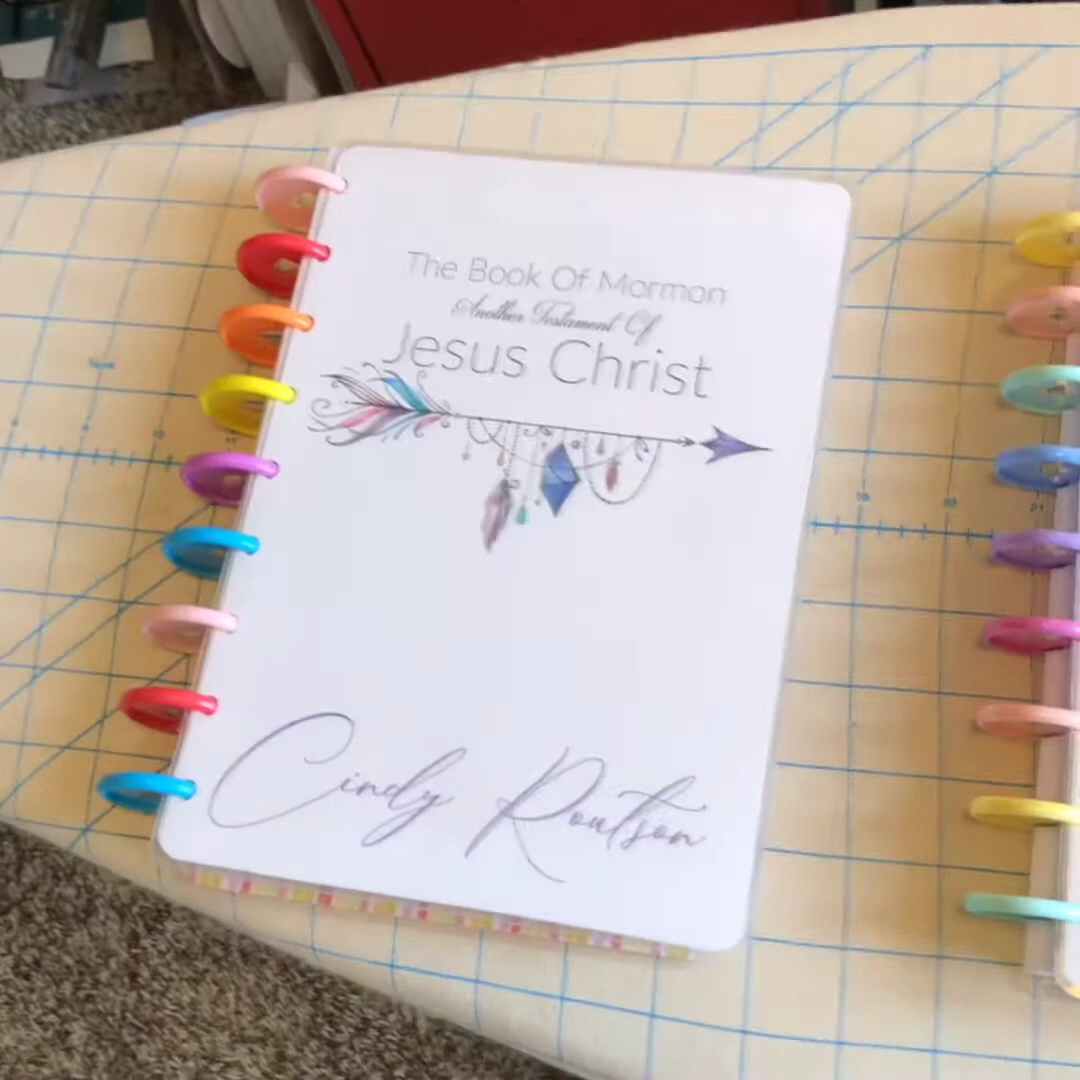 The Book Of Mormon
Another Testament Of
Jesus Christ
Cindy Routson